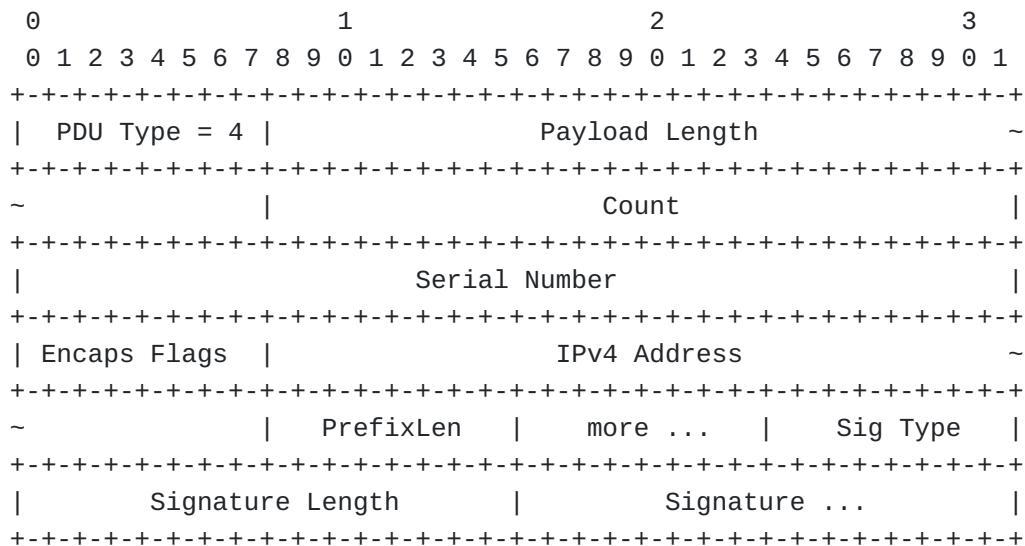 0                   1                   2                   3
 0 1 2 3 4 5 6 7 8 9 0 1 2 3 4 5 6 7 8 9 0 1 2 3 4 5 6 7 8 9 0 1
+-+-+-+-+-+-+-+-+-+-+-+-+-+-+-+-+-+-+-+-+-+-+-+-+-+-+-+-+-+-+-+-+
|  PDU Type = 4 |                 Payload Length                ~
+-+-+-+-+-+-+-+-+-+-+-+-+-+-+-+-+-+-+-+-+-+-+-+-+-+-+-+-+-+-+-+-+
~               |                     Count                     |
+-+-+-+-+-+-+-+-+-+-+-+-+-+-+-+-+-+-+-+-+-+-+-+-+-+-+-+-+-+-+-+-+
|                         Serial Number                         |
+-+-+-+-+-+-+-+-+-+-+-+-+-+-+-+-+-+-+-+-+-+-+-+-+-+-+-+-+-+-+-+-+
| Encaps Flags  |                  IPv4 Address                 ~
+-+-+-+-+-+-+-+-+-+-+-+-+-+-+-+-+-+-+-+-+-+-+-+-+-+-+-+-+-+-+-+-+
~               |   PrefixLen   |    more ...   |    Sig Type   |
+-+-+-+-+-+-+-+-+-+-+-+-+-+-+-+-+-+-+-+-+-+-+-+-+-+-+-+-+-+-+-+-+
|        Signature Length       |         Signature ...         |
+-+-+-+-+-+-+-+-+-+-+-+-+-+-+-+-+-+-+-+-+-+-+-+-+-+-+-+-+-+-+-+-+